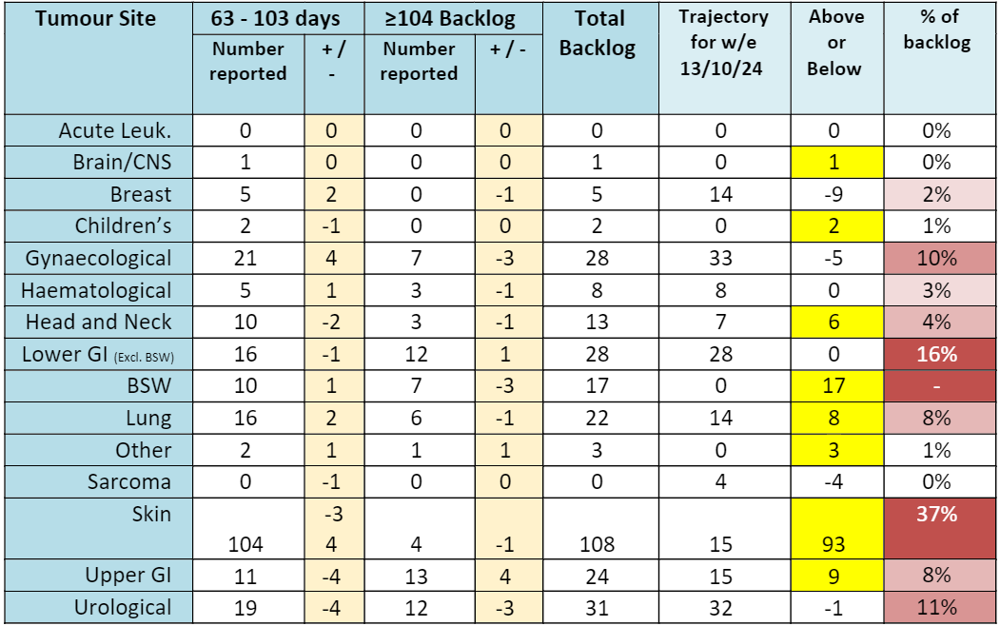 Tumour Site 63 - 103 days ≥104 Backlog Total Backlog Trajectory for w/e 13/10/24 Above or Below % of backlog
Number reported + / - Number reported + / -
Acute Leuk. 0 0 0 0 0 0 0 0%
Brain/CNS 1 0 0 0 1 0 1 0%
Breast 5 2 0 -1 5 14 -9 2%
Children’s 2 -1 0 0 2 0 2 1%
Gynaecological 21 4 7 -3 28 33 -5 10%
Haematological 5 1 3 -1 8 8 0 3%
Head and Neck 10 -2 3 -1 13 7 6 4%
Lower GI (Excl. BSW) 16 -1 12 1 28 28 0 16%
BSW 10 1 7 -3 17 0 17 -
Lung 16 2 6 -1 22 14 8 8%
Other 2 1 1 1 3 0 3 1%
Sarcoma 0 -1 0 0 0 4 -4 0%
Skin -3 37%
104 4 4 -1 108 15 93
Upper GI 11 -4 13 4 24 15 9 8%
Urological 19 -4 12 -3 31 32 -1 11%